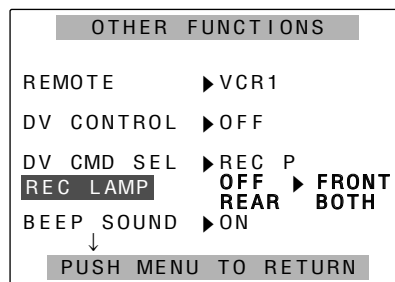 OTHER FUNCTIONS
REMOTE ▶VCR1
DV CONTROL ▶OFF
DV CMD SEL ▶REC P
REC LAMP OFF ▶ FRONT
REAR BOTH
BEEP SOUND ▶ON
↓
PUSH MENU TO RETURN